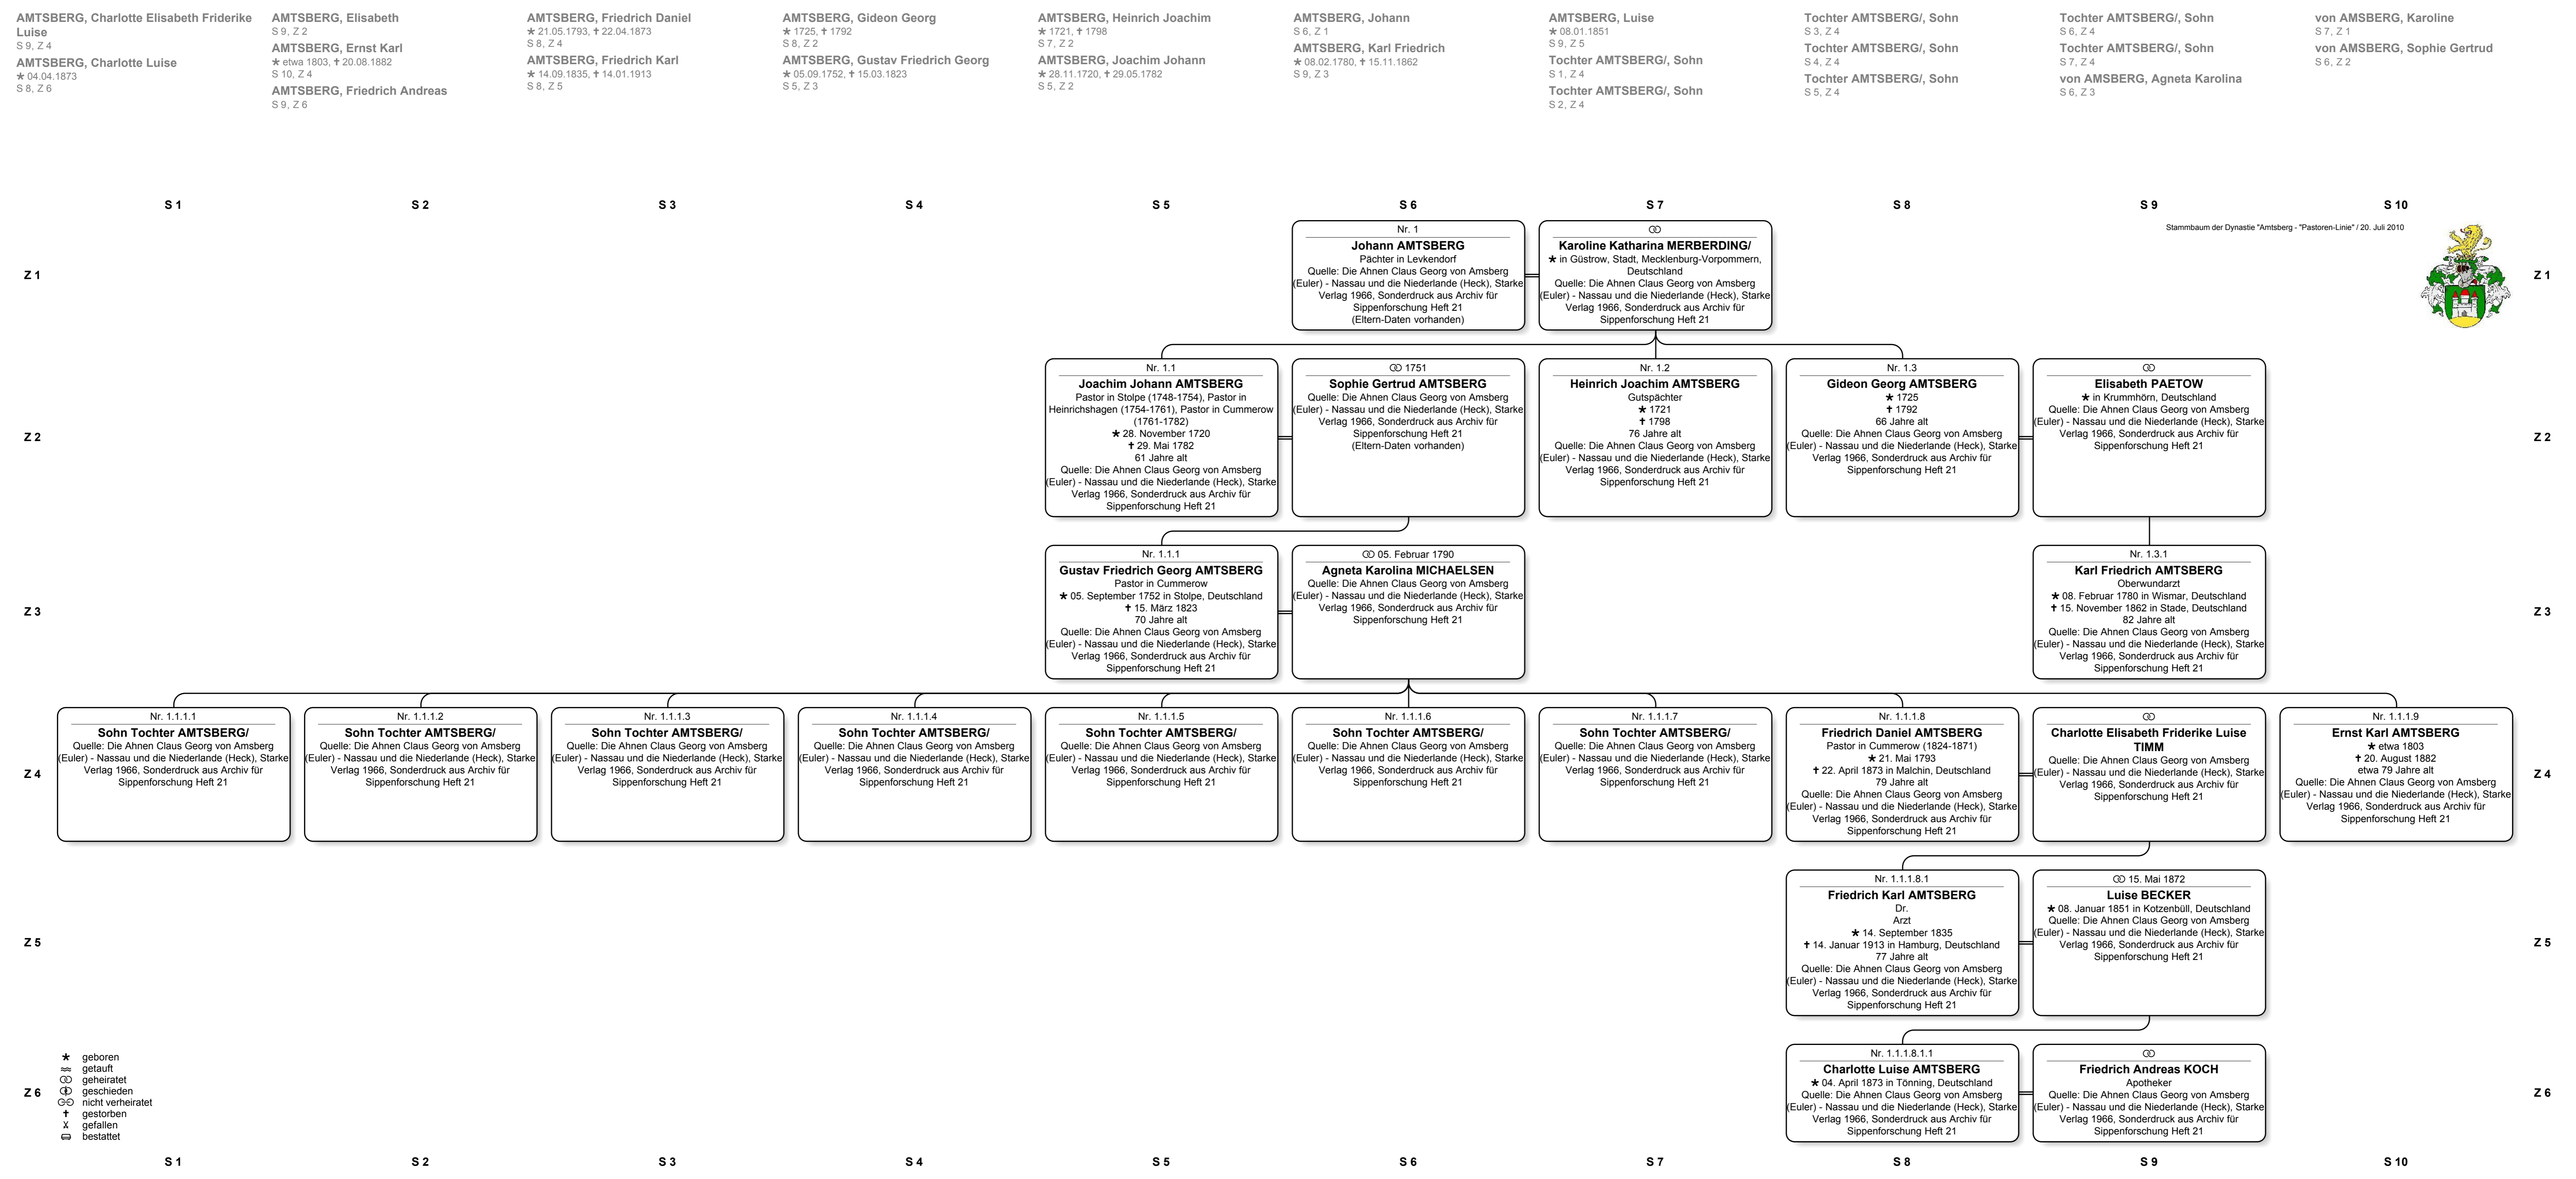 AMTSBERG, Charlotte Elisabeth Friderike
Luise
S 9, Z 4
AMTSBERG, Charlotte Luise
★ 04.04.1873
S 8, Z 6
AMTSBERG, Elisabeth
S 9, Z 2
AMTSBERG, Ernst Karl
★ etwa 1803, ✝ 20.08.1882
S 10, Z 4
AMTSBERG, Friedrich Andreas
S 9, Z 6
AMTSBERG, Friedrich Daniel
★ 21.05.1793, ✝ 22.04.1873
S 8, Z 4
AMTSBERG, Friedrich Karl
★ 14.09.1835, ✝ 14.01.1913
S 8, Z 5
AMTSBERG, Gideon Georg
★ 1725, ✝ 1792
S 8, Z 2
AMTSBERG, Gustav Friedrich Georg
★ 05.09.1752, ✝ 15.03.1823
S 5, Z 3
AMTSBERG, Heinrich Joachim
★ 1721, ✝ 1798
S 7, Z 2
AMTSBERG, Joachim Johann
★ 28.11.1720, ✝ 29.05.1782
S 5, Z 2
AMTSBERG, Johann
S 6, Z 1
AMTSBERG, Karl Friedrich
★ 08.02.1780, ✝ 15.11.1862
S 9, Z 3
AMTSBERG, Luise
★ 08.01.1851
S 9, Z 5
Tochter AMTSBERG/, Sohn
S 1, Z 4
Tochter AMTSBERG/, Sohn
S 2, Z 4
Tochter AMTSBERG/, Sohn
S 3, Z 4
Tochter AMTSBERG/, Sohn
S 4, Z 4
Tochter AMTSBERG/, Sohn
S 5, Z 4
Tochter AMTSBERG/, Sohn
S 6, Z 4
Tochter AMTSBERG/, Sohn
S 7, Z 4
von AMSBERG, Agneta Karolina
S 6, Z 3
von AMSBERG, Karoline
S 7, Z 1
von AMSBERG, Sophie Gertrud
S 6, Z 2
S 1 S 2 S 3 S 4 S 5 S 6 S 7 S 8 S 9 S 10
Stammbaum der Dynastie "Amtsberg - "Pastoren-Linie" / 20. Juli 2010
Z 1
Nr. 1
Johann AMTSBERG
Pächter in Levkendorf
Quelle: Die Ahnen Claus Georg von Amsberg
(Euler) - Nassau und die Niederlande (Heck), Starke
Verlag 1966, Sonderdruck aus Archiv für
Sippenforschung Heft 21
(Eltern-Daten vorhanden)
Karoline Katharina MERBERDING/
★ in Güstrow, Stadt, Mecklenburg-Vorpommern,
Deutschland
Quelle: Die Ahnen Claus Georg von Amsberg
(Euler) - Nassau und die Niederlande (Heck), Starke
Verlag 1966, Sonderdruck aus Archiv für
Sippenforschung Heft 21
Z 1
Z 2
Nr. 1.1
Joachim Johann AMTSBERG
Pastor in Stolpe (1748-1754), Pastor in
Heinrichshagen (1754-1761), Pastor in Cummerow
(1761-1782)
★ 28. November 1720
✝ 29. Mai 1782
61 Jahre alt
Quelle: Die Ahnen Claus Georg von Amsberg
(Euler) - Nassau und die Niederlande (Heck), Starke
Verlag 1966, Sonderdruck aus Archiv für
Sippenforschung Heft 21
⚭ 1751
Sophie Gertrud AMTSBERG
Quelle: Die Ahnen Claus Georg von Amsberg
(Euler) - Nassau und die Niederlande (Heck), Starke
Verlag 1966, Sonderdruck aus Archiv für
Sippenforschung Heft 21
(Eltern-Daten vorhanden)
Nr. 1.2
Heinrich Joachim AMTSBERG
Gutspächter
★ 1721
✝ 1798
76 Jahre alt
Quelle: Die Ahnen Claus Georg von Amsberg
(Euler) - Nassau und die Niederlande (Heck), Starke
Verlag 1966, Sonderdruck aus Archiv für
Sippenforschung Heft 21
Nr. 1.3
Gideon Georg AMTSBERG
★ 1725
✝ 1792
66 Jahre alt
Quelle: Die Ahnen Claus Georg von Amsberg
(Euler) - Nassau und die Niederlande (Heck), Starke
Verlag 1966, Sonderdruck aus Archiv für
Sippenforschung Heft 21
⚭
Elisabeth PAETOW
★ in Krummhörn, Deutschland
Quelle: Die Ahnen Claus Georg von Amsberg
(Euler) - Nassau und die Niederlande (Heck), Starke
Verlag 1966, Sonderdruck aus Archiv für
Sippenforschung Heft 21
Z 2
Z 3
Nr. 1.1.1
Gustav Friedrich Georg AMTSBERG
Pastor in Cummerow
★ 05. September 1752 in Stolpe, Deutschland
✝ 15. März 1823
70 Jahre alt
Quelle: Die Ahnen Claus Georg von Amsberg
(Euler) - Nassau und die Niederlande (Heck), Starke
Verlag 1966, Sonderdruck aus Archiv für
Sippenforschung Heft 21
⚭ 05. Februar 1790
Agneta Karolina MICHAELSEN
Quelle: Die Ahnen Claus Georg von Amsberg
(Euler) - Nassau und die Niederlande (Heck), Starke
Verlag 1966, Sonderdruck aus Archiv für
Sippenforschung Heft 21
Nr. 1.3.1
Karl Friedrich AMTSBERG
Oberwundarzt
★ 08. Februar 1780 in Wismar, Deutschland
✝ 15. November 1862 in Stade, Deutschland
82 Jahre alt
Quelle: Die Ahnen Claus Georg von Amsberg
(Euler) - Nassau und die Niederlande (Heck), Starke
Verlag 1966, Sonderdruck aus Archiv für
Sippenforschung Heft 21
Z 3
Z 4
Nr. 1.1.1.1
Sohn Tochter AMTSBERG/
Quelle: Die Ahnen Claus Georg von Amsberg
(Euler) - Nassau und die Niederlande (Heck), Starke
Verlag 1966, Sonderdruck aus Archiv für
Sippenforschung Heft 21
Nr. 1.1.1.2
Sohn Tochter AMTSBERG/
Quelle: Die Ahnen Claus Georg von Amsberg
(Euler) - Nassau und die Niederlande (Heck), Starke
Verlag 1966, Sonderdruck aus Archiv für
Sippenforschung Heft 21
Nr. 1.1.1.3
Sohn Tochter AMTSBERG/
Quelle: Die Ahnen Claus Georg von Amsberg
(Euler) - Nassau und die Niederlande (Heck), Starke
Verlag 1966, Sonderdruck aus Archiv für
Sippenforschung Heft 21
Nr. 1.1.1.4
Sohn Tochter AMTSBERG/
Quelle: Die Ahnen Claus Georg von Amsberg
(Euler) - Nassau und die Niederlande (Heck), Starke
Verlag 1966, Sonderdruck aus Archiv für
Sippenforschung Heft 21
Nr. 1.1.1.5
Sohn Tochter AMTSBERG/
Quelle: Die Ahnen Claus Georg von Amsberg
(Euler) - Nassau und die Niederlande (Heck), Starke
Verlag 1966, Sonderdruck aus Archiv für
Sippenforschung Heft 21
Nr. 1.1.1.6
Sohn Tochter AMTSBERG/
Quelle: Die Ahnen Claus Georg von Amsberg
(Euler) - Nassau und die Niederlande (Heck), Starke
Verlag 1966, Sonderdruck aus Archiv für
Sippenforschung Heft 21
Nr. 1.1.1.7
Sohn Tochter AMTSBERG/
Quelle: Die Ahnen Claus Georg von Amsberg
(Euler) - Nassau und die Niederlande (Heck), Starke
Verlag 1966, Sonderdruck aus Archiv für
Sippenforschung Heft 21
Nr. 1.1.1.8
Friedrich Daniel AMTSBERG
Pastor in Cummerow (1824-1871)
★ 21. Mai 1793
✝ 22. April 1873 in Malchin, Deutschland
79 Jahre alt
Quelle: Die Ahnen Claus Georg von Amsberg
(Euler) - Nassau und die Niederlande (Heck), Starke
Verlag 1966, Sonderdruck aus Archiv für
Sippenforschung Heft 21
⚭
Charlotte Elisabeth Friderike Luise
TIMM
Quelle: Die Ahnen Claus Georg von Amsberg
(Euler) - Nassau und die Niederlande (Heck), Starke
Verlag 1966, Sonderdruck aus Archiv für
Sippenforschung Heft 21
Nr. 1.1.1.9
Ernst Karl AMTSBERG
★ etwa 1803
✝ 20. August 1882
etwa 79 Jahre alt
Quelle: Die Ahnen Claus Georg von Amsberg
(Euler) - Nassau und die Niederlande (Heck), Starke
Verlag 1966, Sonderdruck aus Archiv für
Sippenforschung Heft 21
Z 4
Z 5
Nr. 1.1.1.8.1
Friedrich Karl AMTSBERG
Dr.
Arzt
★ 14. September 1835
✝ 14. Januar 1913 in Hamburg, Deutschland
77 Jahre alt
Quelle: Die Ahnen Claus Georg von Amsberg
(Euler) - Nassau und die Niederlande (Heck), Starke
Verlag 1966, Sonderdruck aus Archiv für
Sippenforschung Heft 21
⚭ 15. Mai 1872
Luise BECKER
★ 08. Januar 1851 in Kotzenbüll, Deutschland
Quelle: Die Ahnen Claus Georg von Amsberg
(Euler) - Nassau und die Niederlande (Heck), Starke
Verlag 1966, Sonderdruck aus Archiv für
Sippenforschung Heft 21
Z 5
★ geboren
getauft
⚭ geheiratet
geschieden
nicht verheiratet
✝ gestorben
gefallen
bestattet
Z 6
Nr. 1.1.1.8.1.1
Charlotte Luise AMTSBERG
★ 04. April 1873 in Tönning, Deutschland
Quelle: Die Ahnen Claus Georg von Amsberg
(Euler) - Nassau und die Niederlande (Heck), Starke
Verlag 1966, Sonderdruck aus Archiv für
Sippenforschung Heft 21
⚭
Friedrich Andreas KOCH
Apotheker
Quelle: Die Ahnen Claus Georg von Amsberg
(Euler) - Nassau und die Niederlande (Heck), Starke
Verlag 1966, Sonderdruck aus Archiv für
Sippenforschung Heft 21
Z 6
S 1 S 2 S 3 S 4 S 5 S 6 S 7 S 8 S 9 S 10